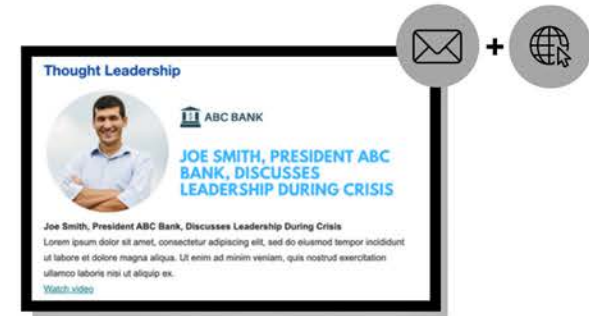 Thought Leadership
ABC BANK
JOE SMITH, PRESIDENT ABC
BANK, DISCUSSES
LEADERSHIP DURING CRISIS
Joe Smith, President ABC Bank, Discusses Leadership During Crisis
Lorem ipsum dolor sit amet, consectetur adipiscing elit, sed do eiusmod tempor incididunt
ut labore et dolore magna aliqua. Ut enim ad minim veniam, quis nostrud exercitation
ullamco laboris nisi ut aliquip ex.
Watch video
+